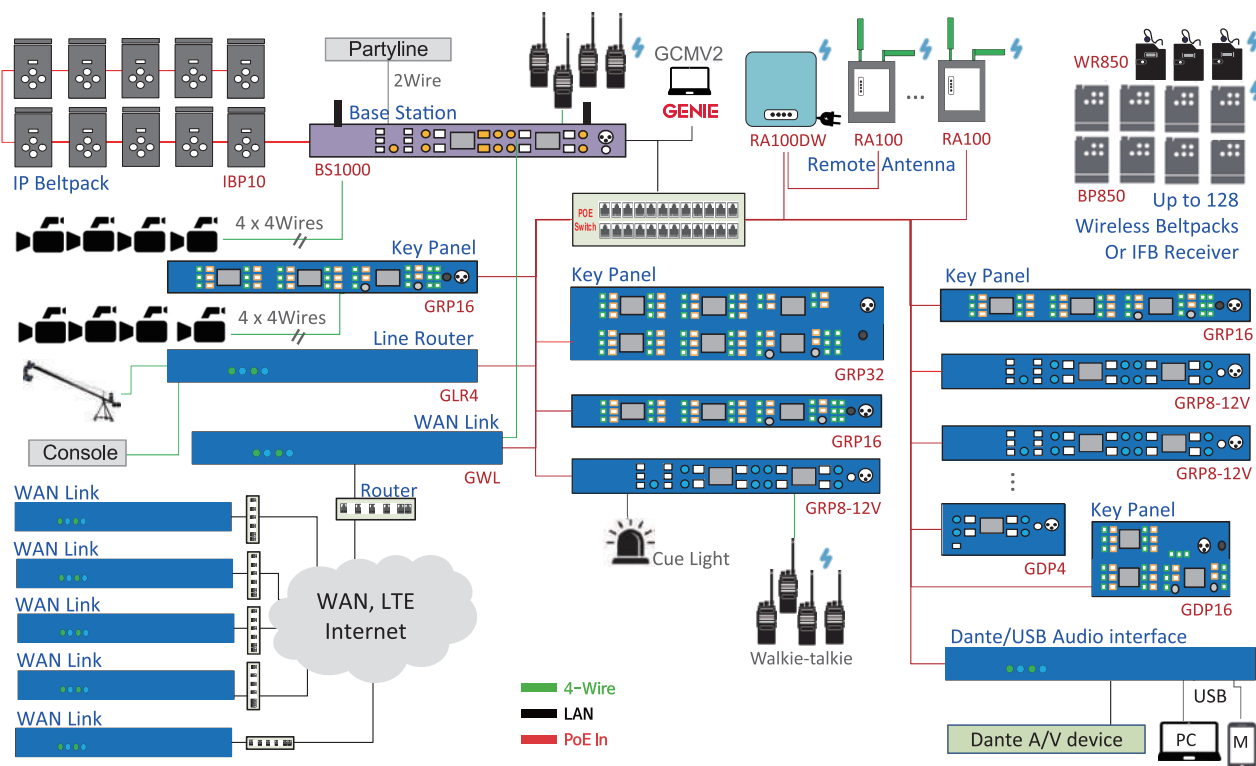 Partyline
2Wire
GCMV2
GENIE
Base Station
BS1000
IP Beltpack
IBP10
RA100DW
RA100
...
RA100
Remote Antenna
WR850
BP850
Up to 128
Wireless Beltpacks
Or IFB Receiver
4 x 4Wires
POE
Switch
Key Panel
GRP16
4 x 4Wires
Line Router
GLR4
Console
WAN Link
GWL
Router
WAN Link
WAN Link
WAN Link
WAN Link
WAN Link
WAN, LTE
Internet
Key Panel
GRP32
GRP16
GRP8-12V
Cue Light
Walkie-talkie
Key Panel
GRP16
GRP8-12V
GRP8-12V
GDP4
Key Panel
GDP16
Dante/USB Audio interface
USB
Dante A/V device
PC
M
4-Wire
LAN
PoE In